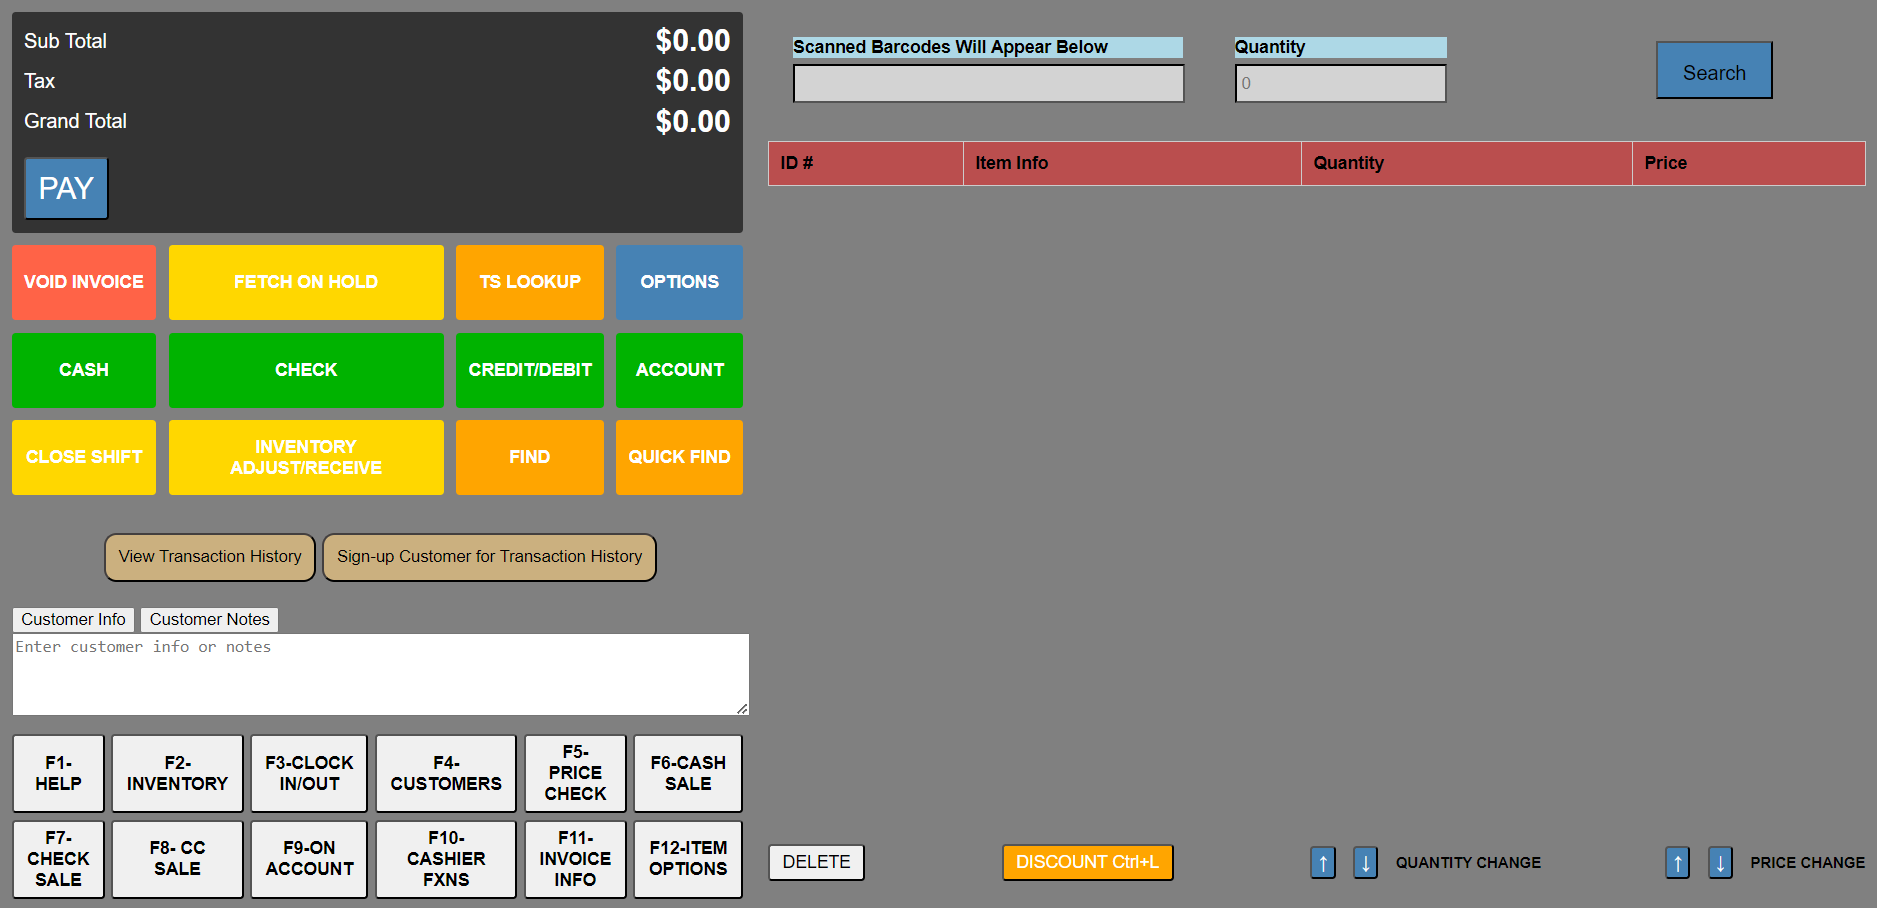 Sub Total $0.00
Tax $0.00
Grand Total $0.00
PAY
VOID INVOICE
FETCH ON HOLD
TS LOOKUP
OPTIONS
CASH
CHECK
CREDIT/DEBIT
ACCOUNT
CLOSE SHIFT
INVENTORY
ADJUST/RECEIVE
FIND
QUICK FIND
View Transaction History
Sign-up Customer for Transaction History
Customer Info
Customer Notes
Enter customer info or notes
F1-
HELP
F2-
INVENTORY
F3-CLOCK
IN/OUT
F4-
CUSTOMERS
F5-
PRICE
CHECK
F6-CASH
SALE
F7-
CHECK
SALE
F8- CC
SALE
F9-ON
ACCOUNT
F10-
CASHIER
FXNS
F11-
INVOICE
INFO
F12-ITEM
OPTIONS
Scanned Barcodes Will Appear Below
Quantity
0
Search
ID # Item Info Quantity Price
DELETE
DISCOUNT Ctrl+L
↑ ↓ QUANTITY CHANGE
↑ ↓ PRICE CHANGE